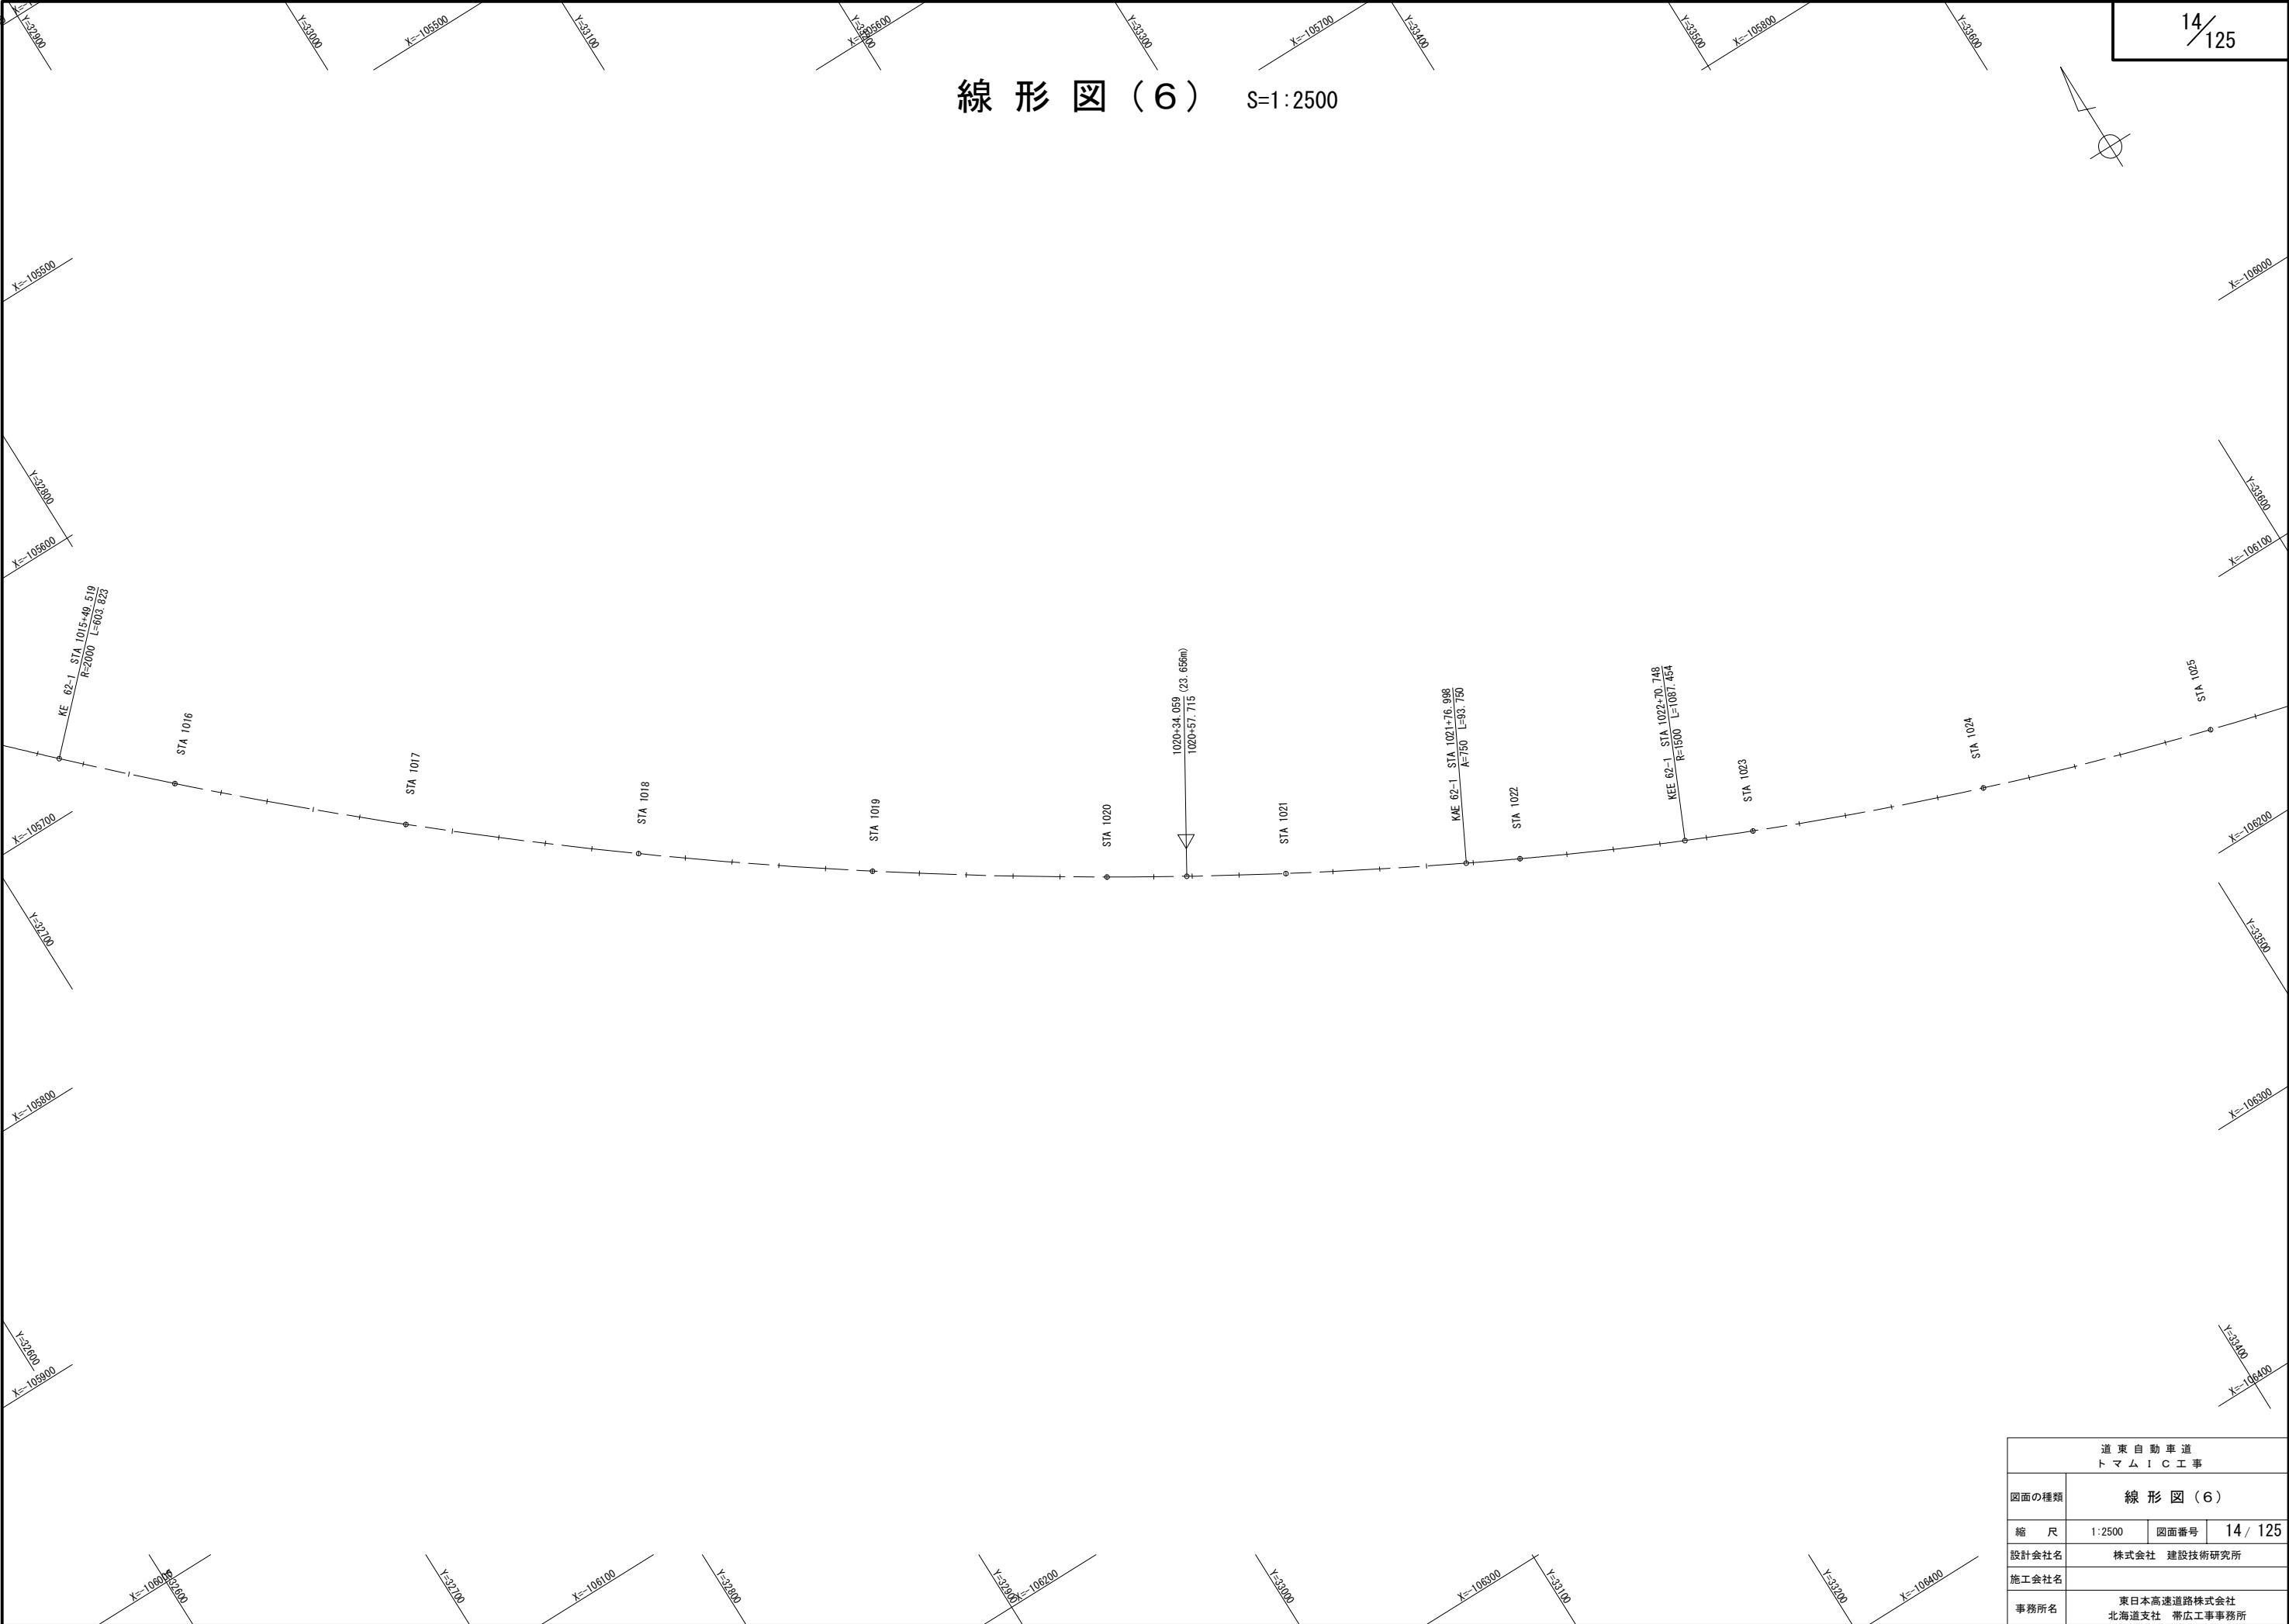 Y=32900
Y=33000
X=-105500
Y=33100
X=-105600
Y=33300
X=-105700
Y=33400
Y=33500
X=-105800
Y=33600
14/125
線 形 図（６） S=1:2500
X=-105500
X=-106000
Y=32800
Y=33600
X=-105600
X=-106100
KE 62-1 STA 1015+49.519
R=2000 L=603.823
STA 1016
STA 1017
STA 1018
STA 1019
STA 1020
1020+34.059
1020+57.715
(23.656m)
STA 1021
KAE 62-1 STA 1021+76.998
A=750 L=93.750
STA 1022
KEE 62-1 STA 1022+70.748
R=1500 L=1087.454
STA 1023
STA 1024
STA 1025
X=-105700
X=-106200
Y=32700
Y=33500
X=-105800
X=-106300
Y=32600
Y=33400
X=-105900
X=-106400
X=-106000
Y=32600
Y=32700
X=-106100
Y=32800
Y=32900
X=-106200
Y=33000
X=-106300
Y=33100
Y=33200
X=-106400
道東自動車道
トマムＩＣ工事
図面の種類 線 形 図（６）
縮 尺 1:2500 図面番号 14 / 125
設計会社名 株式会社 建設技術研究所
施工会社名
事務所名 東日本高速道路株式会社
北海道支社 帯広工事事務所